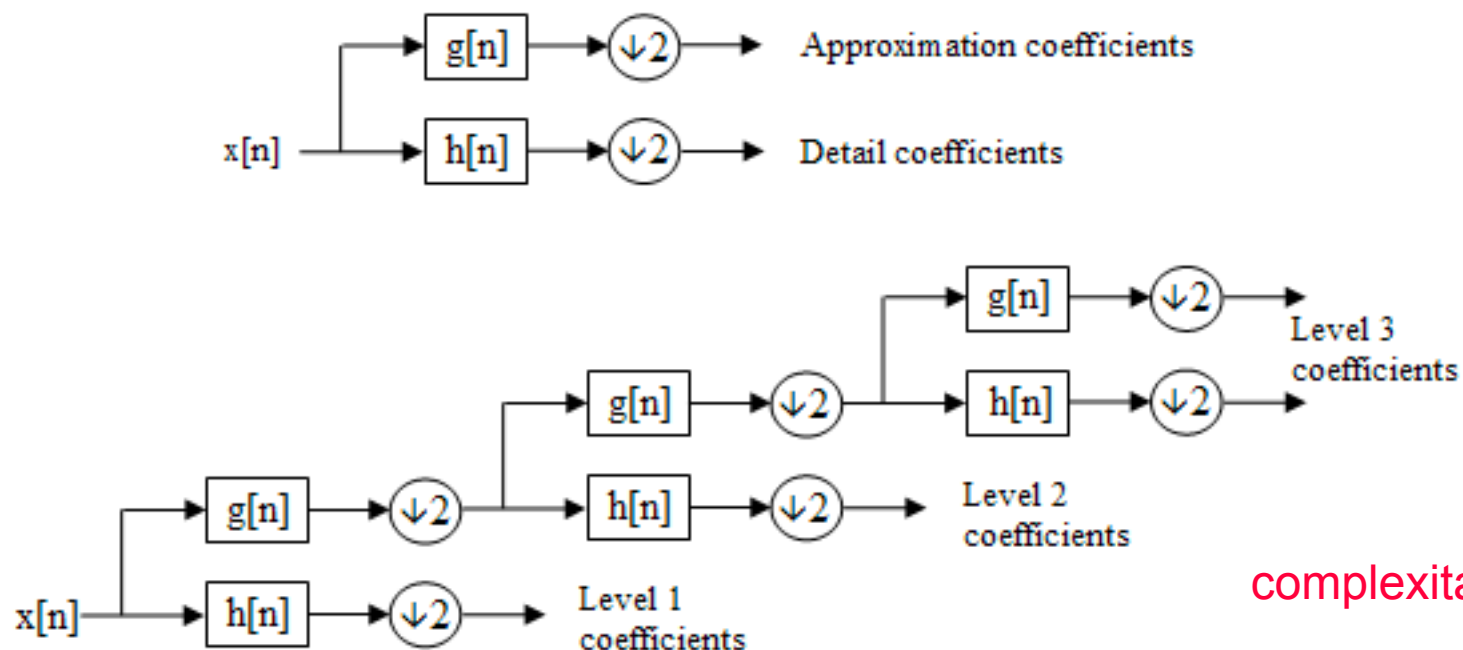 g[n] ↓2 Approximation coefficients
x[n] h[n] ↓2 Detail coefficients
g[n] ↓2
Level 3
coefficients
g[n] ↓2 h[n] ↓2
g[n] ↓2 h[n] ↓2 Level 2
coefficients
x[n] h[n] ↓2 Level 1
coefficients
complexita